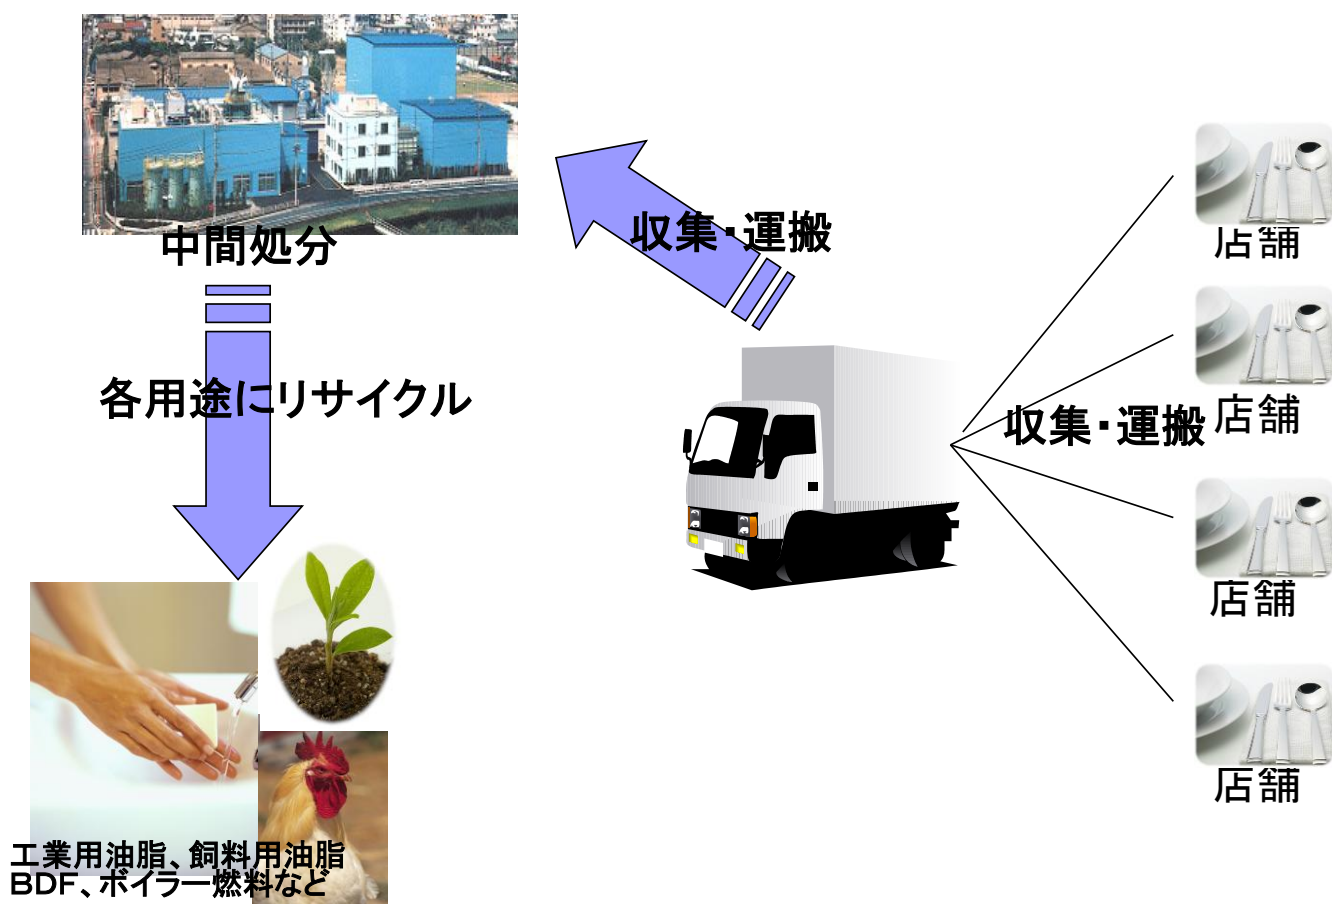 中間処分
収集・運搬
店舗
各用途にリサイクル
収集・運搬
店舗
店舗
店舗
工業用油脂、飼料用油脂
BDF、ボイラー燃料など